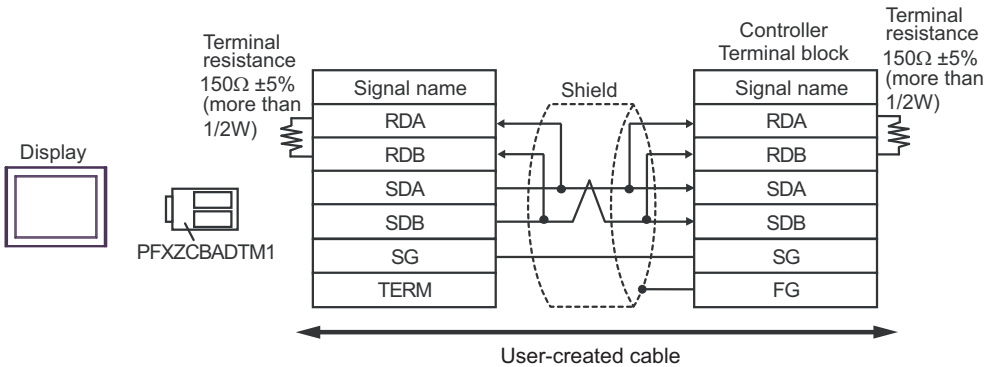 Display
PFXZCBADTM1
Terminal
resistance
150Ω ±5%
(more than
1/2W)
Signal name
RDA
RDB
SDA
SDB
SG
TERM
Shield
Controller
Terminal block
Signal name
RDA
RDB
SDA
SDB
SG
FG
Terminal
resistance
150Ω ±5%
(more than
1/2W)
User-created cable